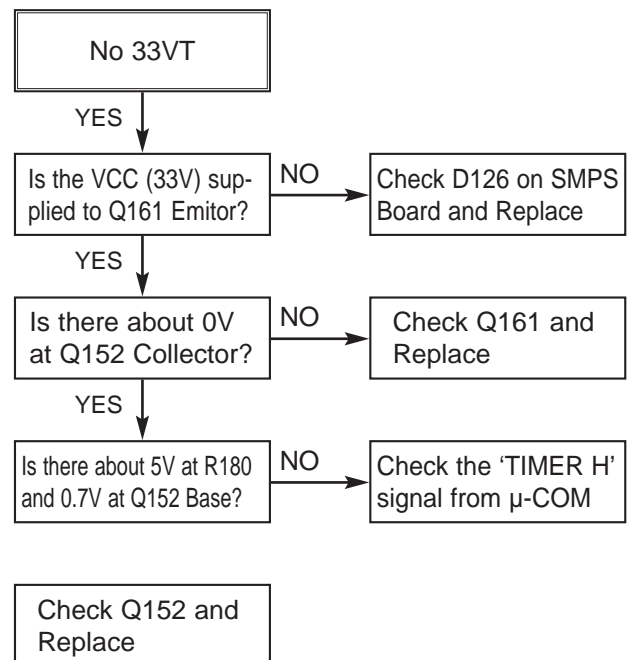 No 33VT
YES
Is the VCC (33V) sup-
plied to Q161 Emitor?
NO
Check D126 on SMPS
Board and Replace
YES
Is there about 0V
at Q152 Collector?
NO
Check Q161 and
Replace
YES
Is there about 5V at R180
and 0.7V at Q152 Base?
NO
Check the ‘TIMER H’
signal from µ-COM
Check Q152 and
Replace